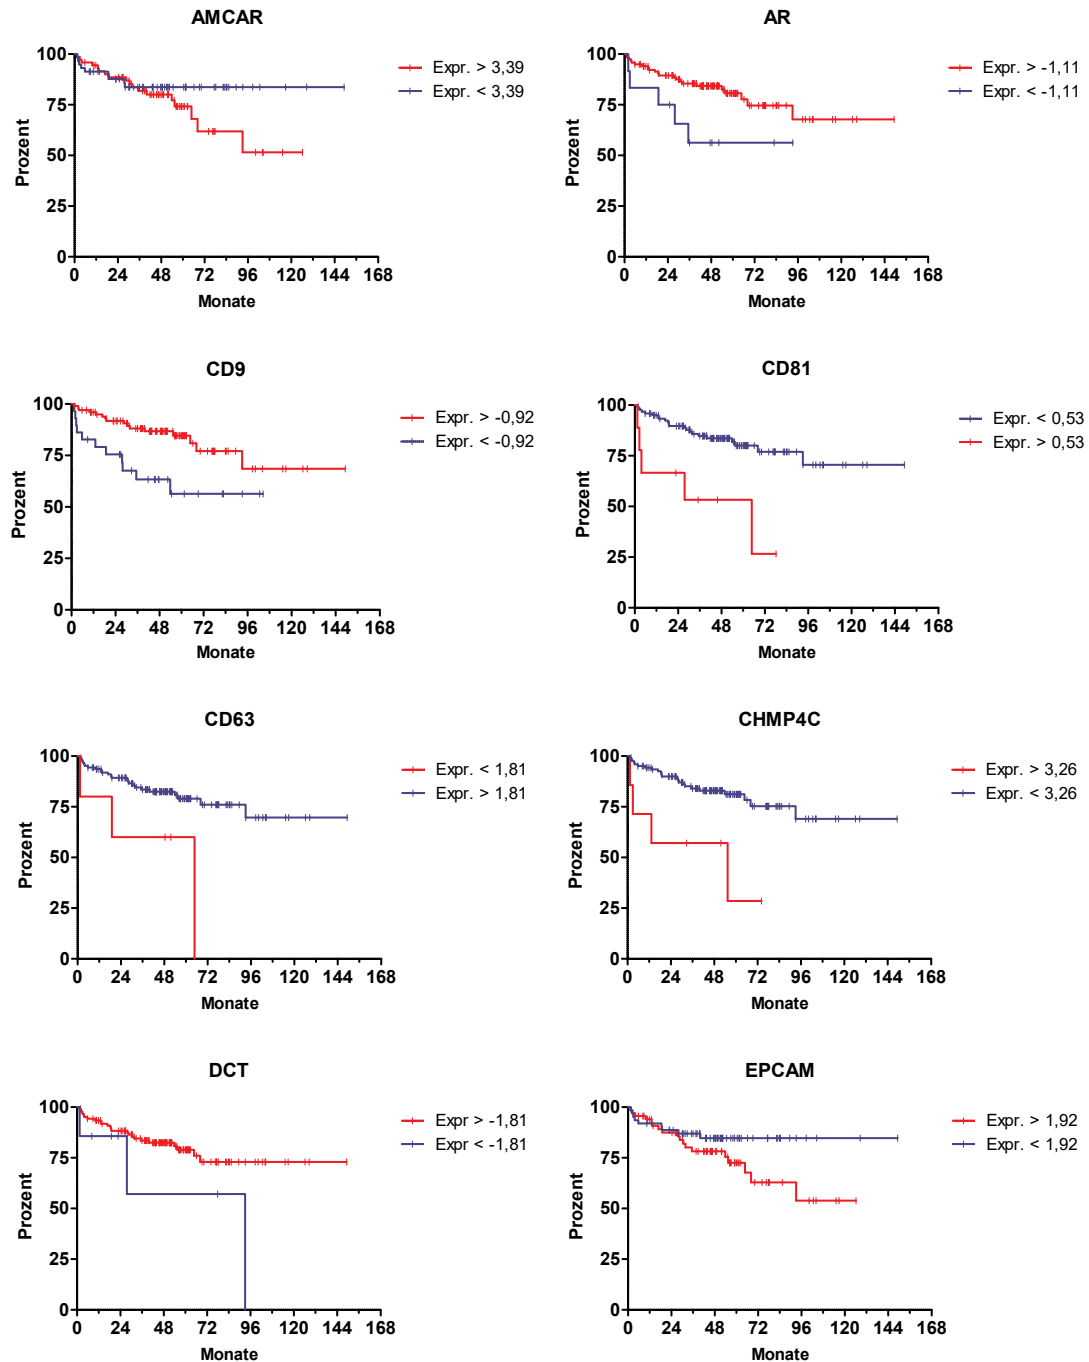 AMCAR
100
75
50
25
0
Prozent
0 24 48 72 96 120 144 168
Monate
Expr. > 3,39
Expr. < 3,39
AR
100
75
50
25
0
Prozent
0 24 48 72 96 120 144 168
Monate
Expr. > -1,11
Expr. < -1,11
CD9
100
75
50
25
0
Prozent
0 24 48 72 96 120 144 168
Monate
Expr. > -0,92
Expr. < -0,92
CD81
100
75
50
25
0
Prozent
0 24 48 72 96 120 144 168
Monate
Expr. < 0,53
Expr. > 0,53
CD63
100
75
50
25
0
Prozent
0 24 48 72 96 120 144 168
Monate
Expr. < 1,81
Expr. > 1,81
CHMP4C
100
75
50
25
0
Prozent
0 24 48 72 96 120 144 168
Monate
Expr. > 3,26
Expr. < 3,26
DCT
100
75
50
25
0
Prozent
0 24 48 72 96 120 144 168
Monate
Expr > -1,81
Expr < -1,81
EPCAM
100
75
50
25
0
Prozent
0 24 48 72 96 120 144 168
Monate
Expr. > 1,92
Expr. < 1,92